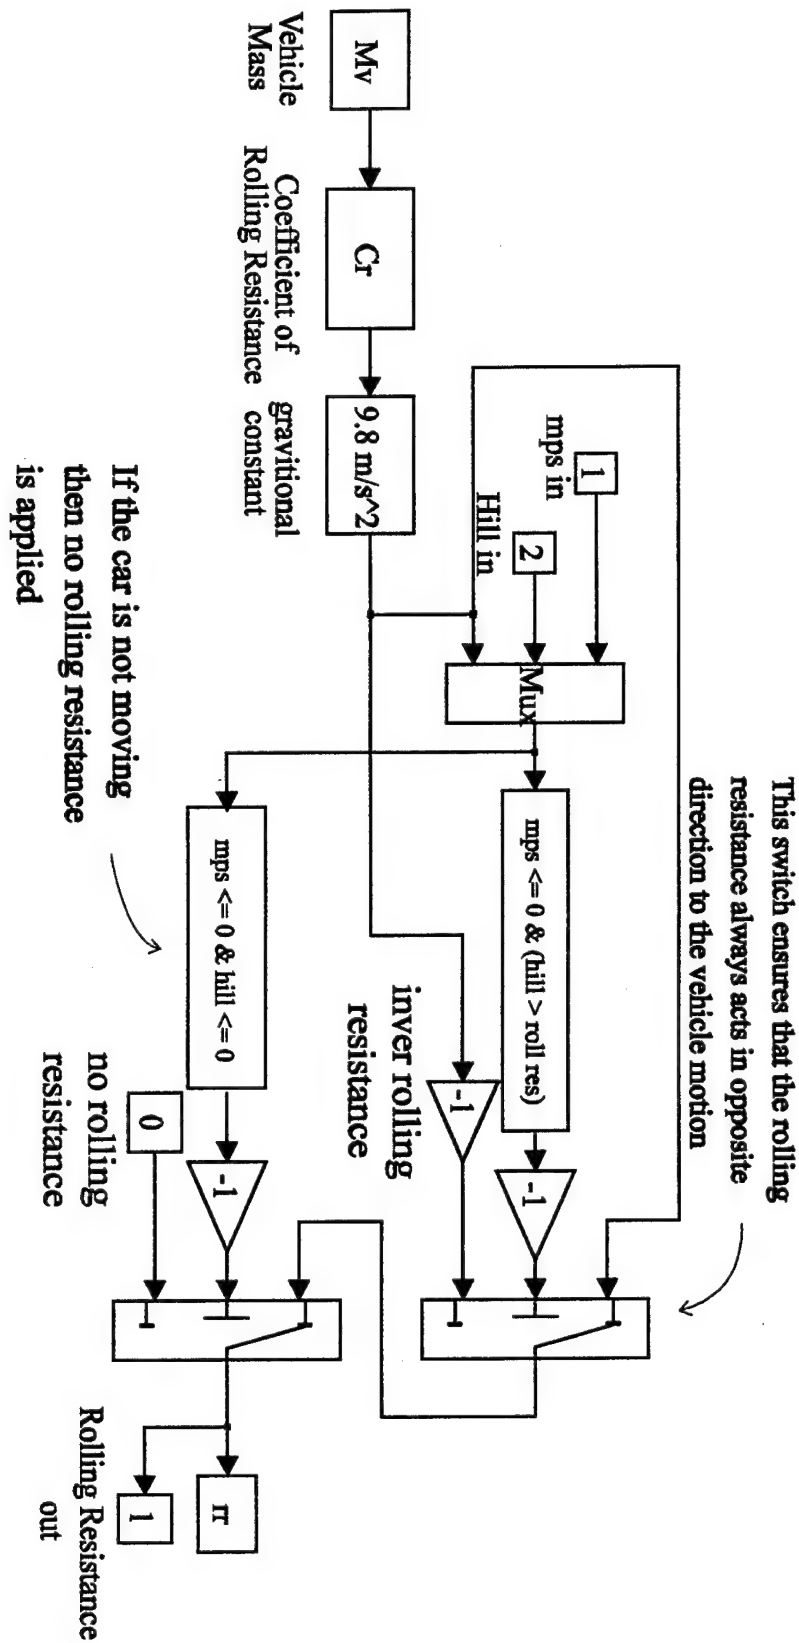 This switch ensures that the rolling
resistance always acts in opposite
direction to the vehicle motion
1
mps in
2
Hill in
Mux
mps <= 0 & (hill > roll res)
-1
-1
inver rolling
resistance
Mv
Vehicle
Mass
Cr
Coefficient of
Rolling Resistance
9.8 m/s^2
gravitional
constant
mps <= 0 & hill <= 0
-1
0
no rolling
resistance
If the car is not moving
then no rolling resistance
is applied
rr
1
Rolling Resistance
out